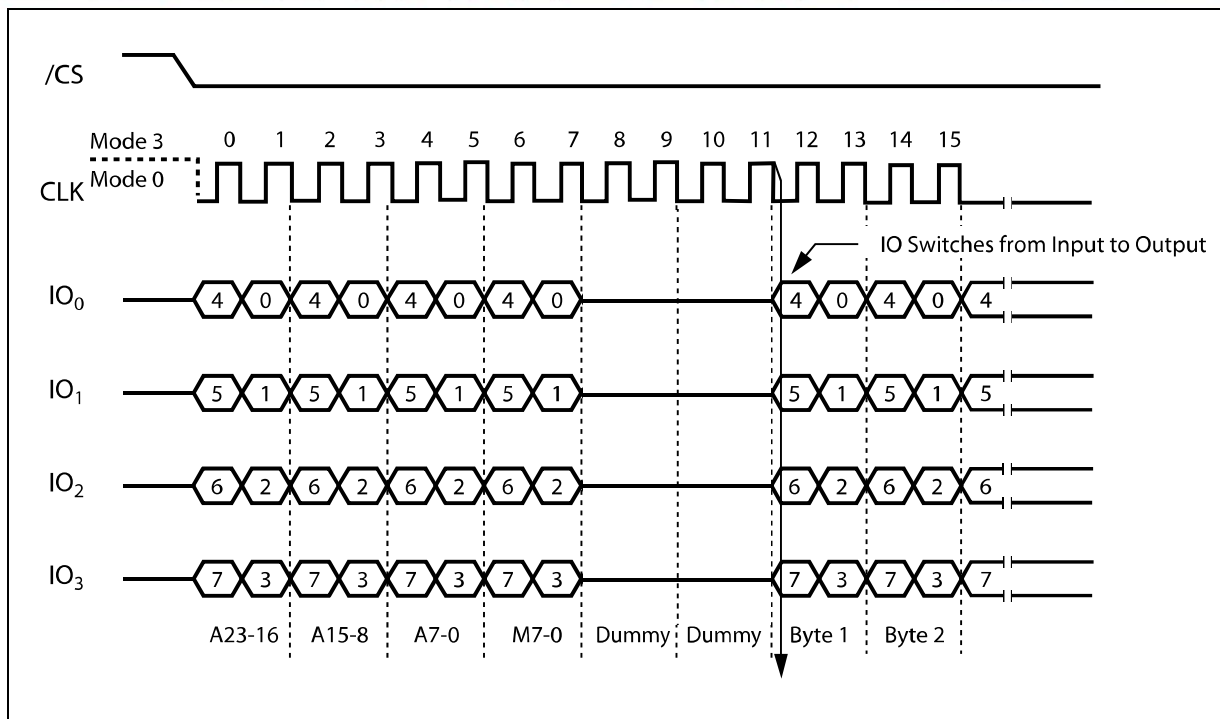 /CS
Mode 3
0 1 2 3 4 5 6 7 8 9 10 11 12 13 14 15
Mode 0
CLK
IO Switches from Input to Output
IO0 4 0 4 0 4 0 4 0 4 0 4 0 4
IO1 5 1 5 1 5 1 5 1 5 1 5 1 5
IO2 6 2 6 2 6 2 6 2 6 2 6 2 6
IO3 7 3 7 3 7 3 7 3 7 3 7 3 7
A23-16 A15-8 A7-0 M7-0 Dummy Dummy Byte 1 Byte 2